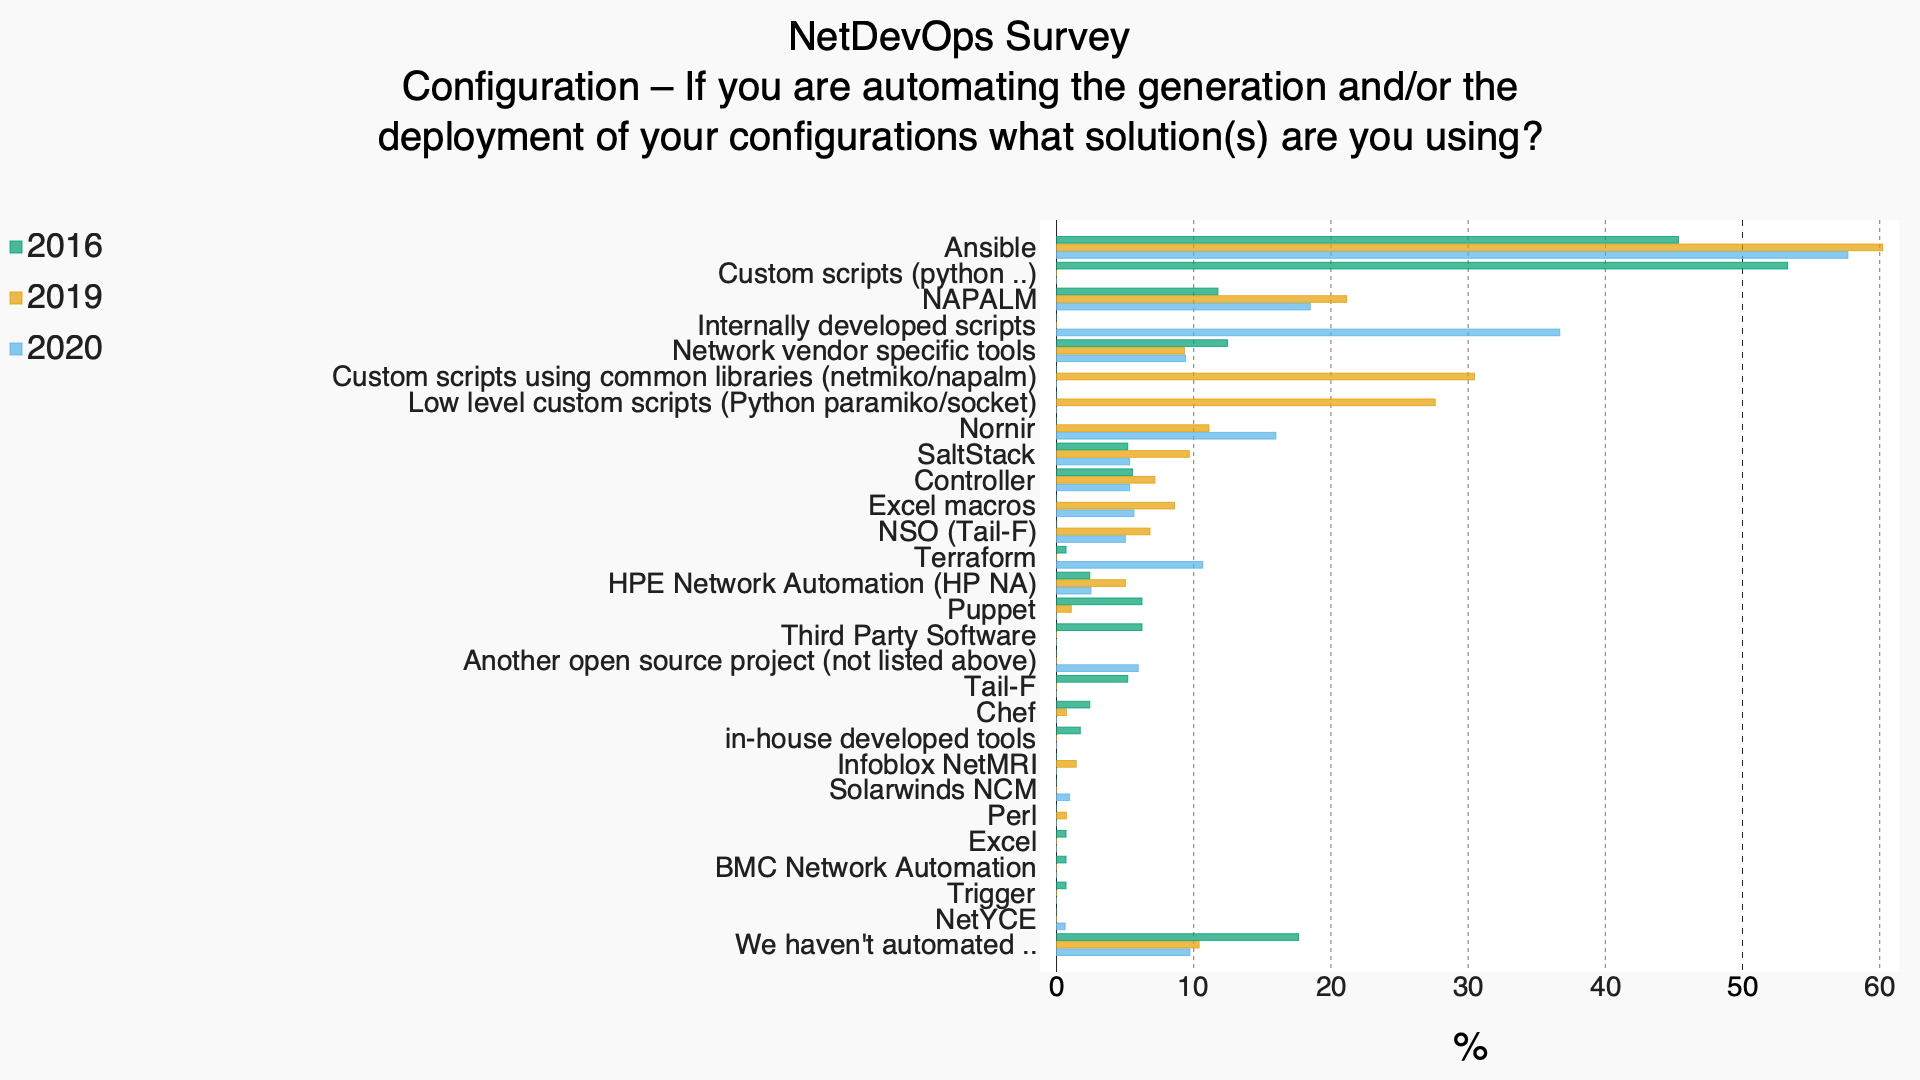 NetDevOps Survey
Configuration – If you are automating the generation and/or the
deployment of your configurations what solution(s) are you using?
2016
2019
2020
Ansible
Custom scripts (python ..)
NAPALM
Internally developed scripts
Network vendor specific tools
Custom scripts using common libraries (netmiko/napalm)
Low level custom scripts (Python paramiko/socket)
Nornir
SaltStack
Controller
Excel macros
NSO (Tail-F)
Terraform
HPE Network Automation (HP NA)
Puppet
Third Party Software
Another open source project (not listed above)
Tail-F
Chef
in-house developed tools
Infoblox NetMRI
Solarwinds NCM
Perl
Excel
BMC Network Automation
Trigger
NetYCE
We haven't automated ..
0 10 20 30 40 50 60
%